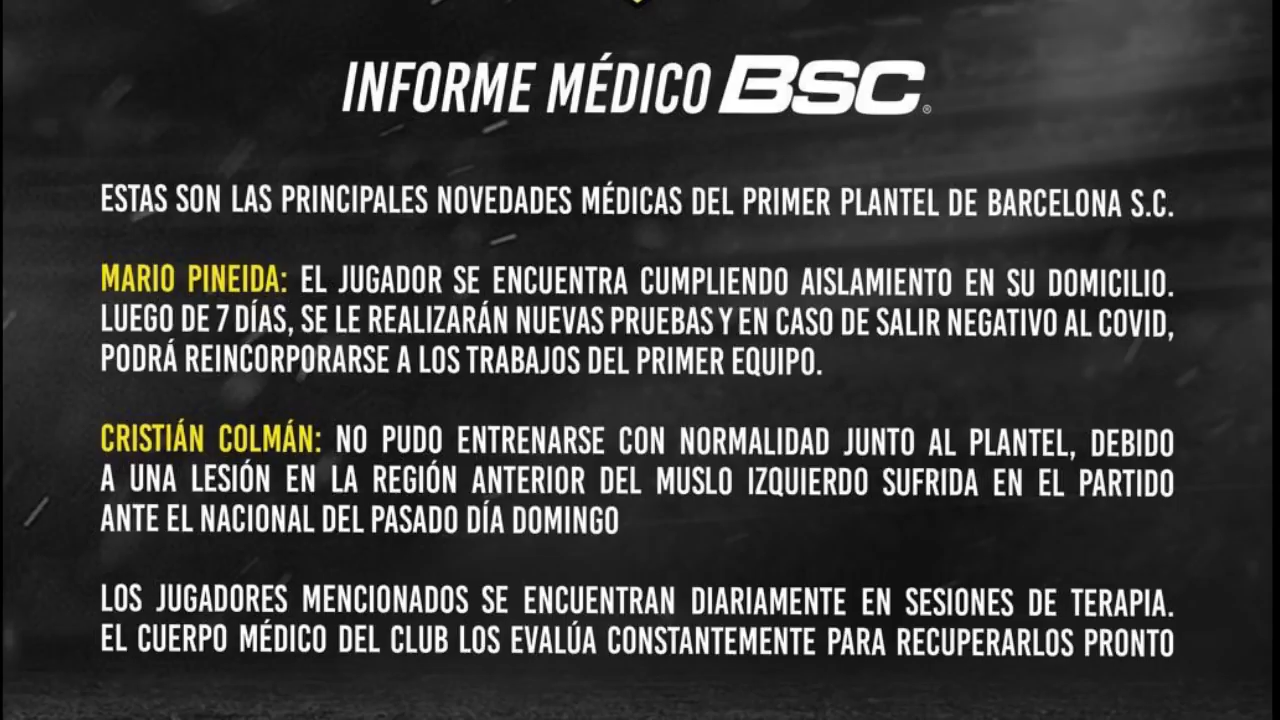 INFORME MÉDICO BSC®
ESTAS SON LAS PRINCIPALES NOVEDADES MÉDICAS DEL PRIMER PLANTEL DE BARCELONA S.C.
MARIO PINEIDA: EL JUGADOR SE ENCUENTRA CUMPLIENDO AISLAMIENTO EN SU DOMICILIO.
LUEGO DE 7 DÍAS, SE LE REALIZARÁN NUEVAS PRUEBAS Y EN CASO DE SALIR NEGATIVO AL COVID,
PODRÁ REINCORPORARSE A LOS TRABAJOS DEL PRIMER EQUIPO.
CRISTIÁN COLMÁN: NO PUDO ENTRENARSE CON NORMALIDAD JUNTO AL PLANTEL, DEBIDO
A UNA LESIÓN EN LA REGIÓN ANTERIOR DEL MUSLO IZQUIERDO SUFRIDA EN EL PARTIDO
ANTE EL NACIONAL DEL PASADO DÍA DOMINGO
LOS JUGADORES MENCIONADOS SE ENCUENTRAN DIARIAMENTE EN SESIONES DE TERAPIA.
EL CUERPO MÉDICO DEL CLUB LOS EVALÚA CONSTANTEMENTE PARA RECUPERARLOS PRONTO